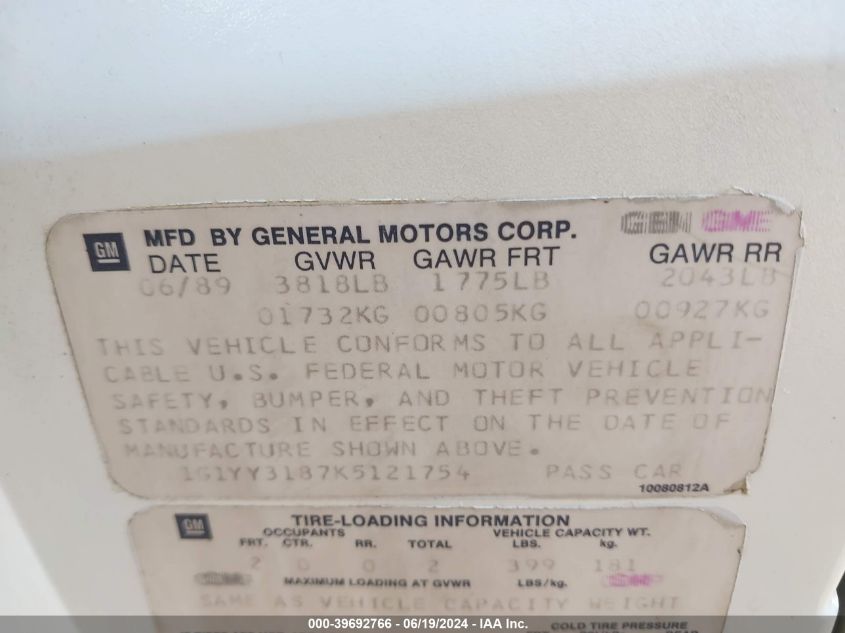 GM MFD BY GENERAL MOTORS CORP. GEN GME
DATE GVWR GAWR FRT GAWR RR
06/89 3818LB 1775LB 2043LB
01732KG 00805KG 00927KG
THIS VEHICLE CONFORMS TO ALL APPLI-
CABLE U.S. FEDERAL MOTOR VEHICLE
SAFETY, BUMPER, AND THEFT PREVENTION
STANDARDS IN EFFECT ON THE DATE OF
MANUFACTURE SHOWN ABOVE.
1G1YY3187K5121754 PASS CAR
10080812A
GM TIRE-LOADING INFORMATION
OCCUPANTS VEHICLE CAPACITY WT.
FRT. CTR. RR. TOTAL LBS. kg.
2 0 0 2 399 181
MAXIMUM LOADING AT GVWR LBS/kg.
SAME AS VEHICLE CAPACITY WEIGHT
COLD TIRE PRESSURE
000-39692766 - 06/19/2024 - IAA Inc.